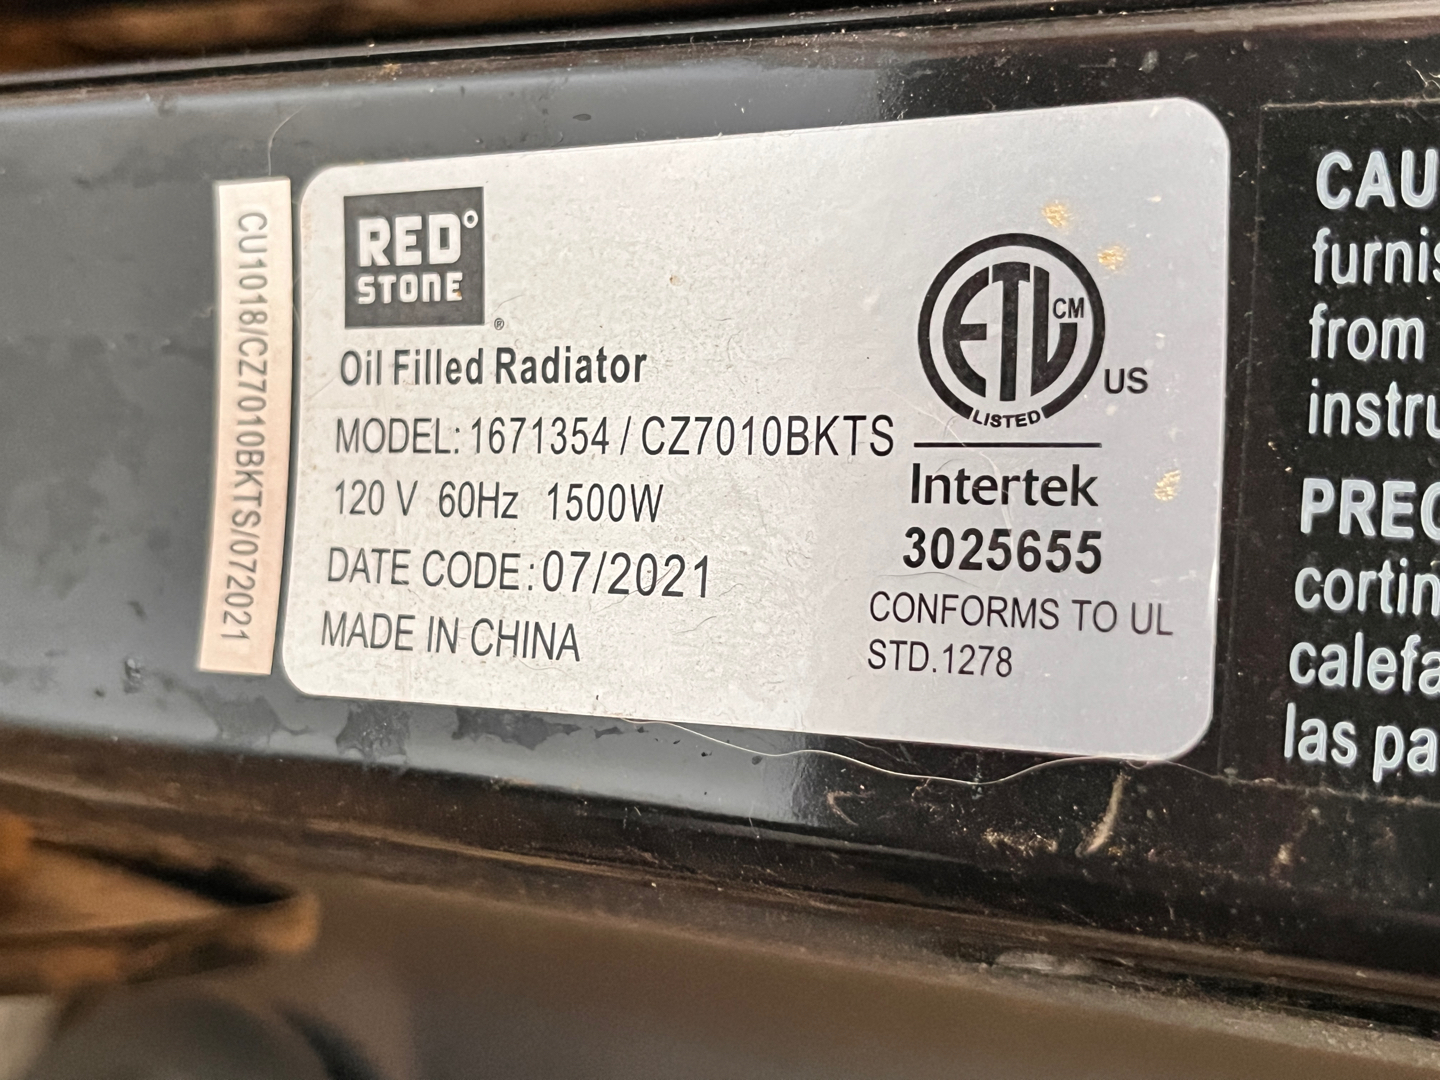 CU1018/CZ7010BKTS/072021
RED°
STONE
®
Oil Filled Radiator
MODEL: 1671354 / CZ7010BKTS
120 V 60Hz 1500W
DATE CODE: 07/2021
MADE IN CHINA
ETL CM
LISTED
US
Intertek
3025655
CONFORMS TO UL
STD.1278
CAU
furnis
from
instru
PREC
cortin
calefa
las pa